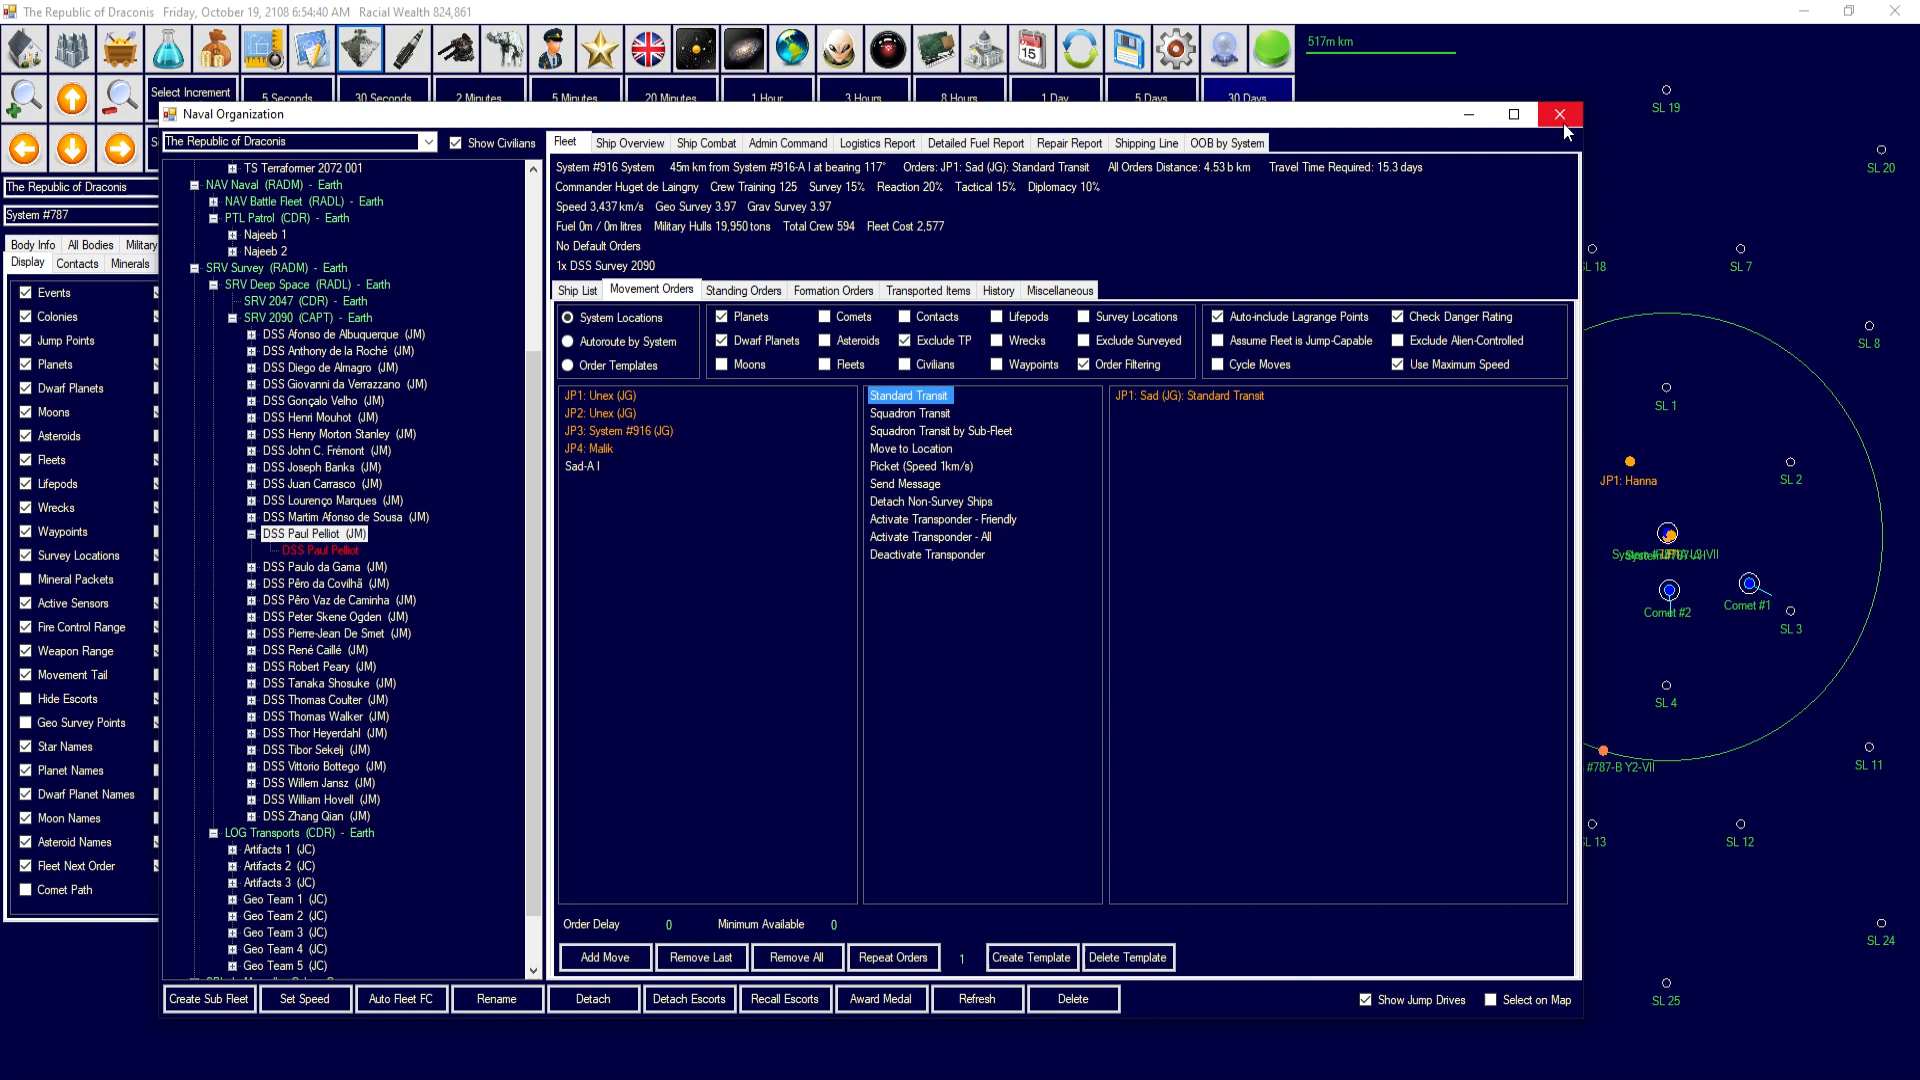 The Republic of Draconis Friday, October 19, 2108 6:54:40 AM Racial Wealth 824,861
15
517m km
Select Increment
5 Seconds
30 Seconds
2 Minutes
5 Minutes
20 Minutes
1 Hour
3 Hours
8 Hours
1 Day
5 Days
30 Days
Naval Organization
The Republic of Draconis
Show Civilians
The Republic of Draconis
System #787
Body Info All Bodies Military
Display Contacts Minerals
Events
Colonies
Jump Points
Planets
Dwarf Planets
Moons
Asteroids
Fleets
Lifepods
Wrecks
Waypoints
Survey Locations
Mineral Packets
Active Sensors
Fire Control Range
Weapon Range
Movement Tail
Hide Escorts
Geo Survey Points
Star Names
Planet Names
Dwarf Planet Names
Moon Names
Asteroid Names
Fleet Next Order
Comet Path
TS Terraformer 2072 001
NAV Naval (RADM) - Earth
NAV Battle Fleet (RADL) - Earth
PTL Patrol (CDR) - Earth
Najeeb 1
Najeeb 2
SRV Survey (RADM) - Earth
SRV Deep Space (RADL) - Earth
SRV 2047 (CDR) - Earth
SRV 2090 (CAPT) - Earth
DSS Afonso de Albuquerque (JM)
DSS Anthony de la Roché (JM)
DSS Diego de Almagro (JM)
DSS Giovanni da Verrazzano (JM)
DSS Gonçalo Velho (JM)
DSS Henri Mouhot (JM)
DSS Henry Morton Stanley (JM)
DSS John C. Frémont (JM)
DSS Joseph Banks (JM)
DSS Juan Carrasco (JM)
DSS Lourenço Marques (JM)
DSS Martim Afonso de Sousa (JM)
DSS Paul Pelliot (JM)
DSS Paul Pelliot
DSS Paulo da Gama (JM)
DSS Pêro da Covilhã (JM)
DSS Pêro Vaz de Caminha (JM)
DSS Peter Skene Ogden (JM)
DSS Pierre-Jean De Smet (JM)
DSS René Caillé (JM)
DSS Robert Peary (JM)
DSS Tanaka Shosuke (JM)
DSS Thomas Coulter (JM)
DSS Thomas Walker (JM)
DSS Thor Heyerdahl (JM)
DSS Tibor Sekelj (JM)
DSS Vittorio Bottego (JM)
DSS Willem Jansz (JM)
DSS William Hovell (JM)
DSS Zhang Qian (JM)
LOG Transports (CDR) - Earth
Artifacts 1 (JC)
Artifacts 2 (JC)
Artifacts 3 (JC)
Geo Team 1 (JC)
Geo Team 2 (JC)
Geo Team 3 (JC)
Geo Team 4 (JC)
Geo Team 5 (JC)
Fleet Ship Overview Ship Combat Admin Command Logistics Report Detailed Fuel Report Repair Report Shipping Line OOB by System
System #916 System 45m km from System #916-A I at bearing 117° Orders: JP1: Sad (JG): Standard Transit All Orders Distance: 4.53 b km Travel Time Required: 15.3 days
Commander Huget de Laingny Crew Training 125 Survey 15% Reaction 20% Tactical 15% Diplomacy 10%
Speed 3,437 km/s Geo Survey 3.97 Grav Survey 3.97
Fuel 0m / 0m litres Military Hulls 19,950 tons Total Crew 594 Fleet Cost 2,577
No Default Orders
1x DSS Survey 2090
Ship List Movement Orders Standing Orders Formation Orders Transported Items History Miscellaneous
System Locations
Autoroute by System
Order Templates
Planets Comets Contacts Lifepods Survey Locations
Dwarf Planets Asteroids Exclude TP Wrecks Exclude Surveyed
Moons Fleets Civilians Waypoints Order Filtering
Auto-include Lagrange Points Check Danger Rating
Assume Fleet is Jump-Capable Exclude Alien-Controlled
Cycle Moves Use Maximum Speed
JP1: Unex (JG)
JP2: Unex (JG)
JP3: System #916 (JG)
JP4: Malik
Sad-A I
Standard Transit
Squadron Transit
Squadron Transit by Sub-Fleet
Move to Location
Picket (Speed 1km/s)
Send Message
Detach Non-Survey Ships
Activate Transponder - Friendly
Activate Transponder - All
Deactivate Transponder
JP1: Sad (JG): Standard Transit
Order Delay 0 Minimum Available 0
Add Move Remove Last Remove All Repeat Orders 1 Create Template Delete Template
Create Sub Fleet Set Speed Auto Fleet FC Rename Detach Detach Escorts Recall Escorts Award Medal Refresh Delete Show Jump Drives Select on Map
SL 19
SL 20
SL 7
SL 8
SL 1
SL 2
JP1: Hanna
Comet #1
Comet #2
SL 3
SL 4
#787-B Y2-VII
SL 11
SL 12
SL 24
SL 25